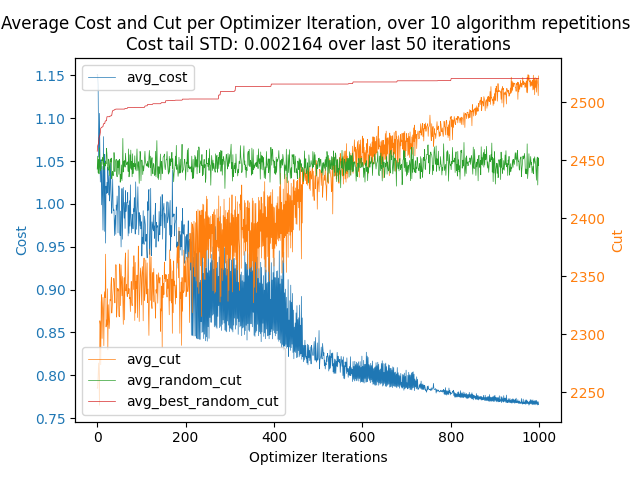 Average Cost and Cut per Optimizer Iteration, over 10 algorithm repetitions
Cost tail STD: 0.002164 over last 50 iterations
avg_cost
1.15
1.10
1.05
1.00
0.95
0.90
0.85
0.80
0.75
Cost
2500
2450
2400
2350
2300
2250
Cut
avg_cut
avg_random_cut
avg_best_random_cut
0
200
400
600
800
1000
Optimizer Iterations